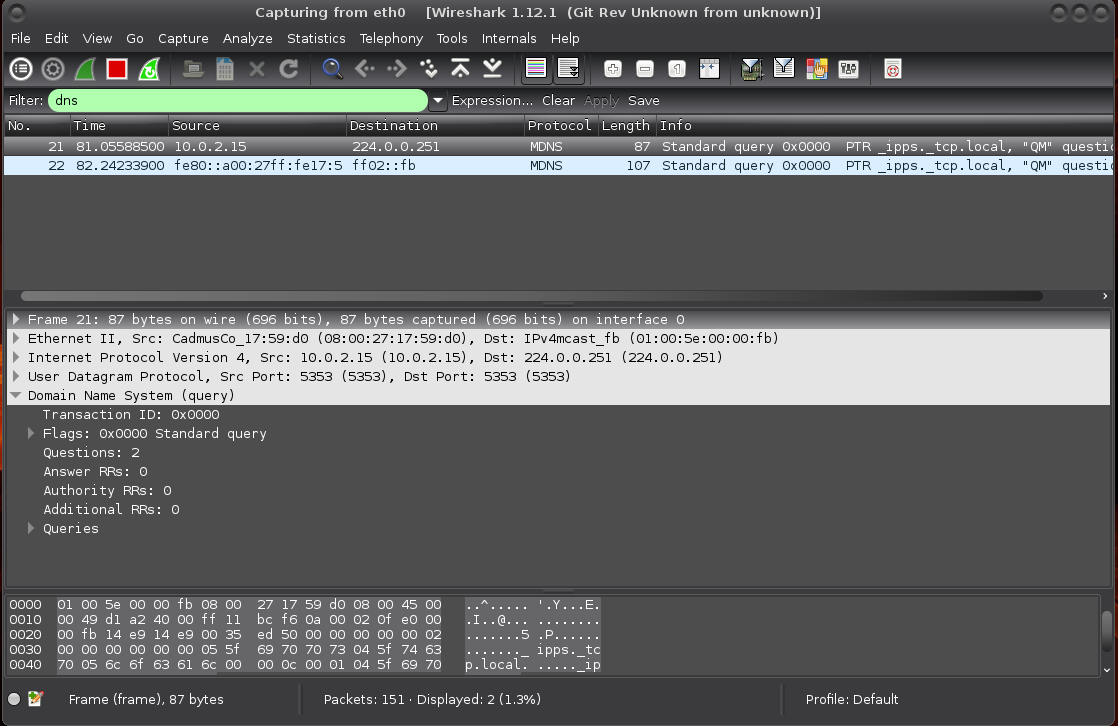 Capturing from eth0 [Wireshark 1.12.1 (Git Rev Unknown from unknown)]
File Edit View Go Capture Analyze Statistics Telephony Tools Internals Help
Filter: dns Expression... Clear Apply Save
No. Time Source Destination Protocol Length Info
21 81.05588500 10.0.2.15 224.0.0.251 MDNS 87 Standard query 0x0000 PTR _ipps._tcp.local, "QM" questic
22 82.24233900 fe80::a00:27ff:fe17:5 ff02::fb MDNS 107 Standard query 0x0000 PTR _ipps._tcp.local, "QM" questic
Frame 21: 87 bytes on wire (696 bits), 87 bytes captured (696 bits) on interface 0
Ethernet II, Src: CadmusCo_17:59:d0 (08:00:27:17:59:d0), Dst: IPv4mcast_fb (01:00:5e:00:00:fb)
Internet Protocol Version 4, Src: 10.0.2.15 (10.0.2.15), Dst: 224.0.0.251 (224.0.0.251)
User Datagram Protocol, Src Port: 5353 (5353), Dst Port: 5353 (5353)
Domain Name System (query)
Transaction ID: 0x0000
Flags: 0x0000 Standard query
Questions: 2
Answer RRs: 0
Authority RRs: 0
Additional RRs: 0
Queries
0000 01 00 5e 00 00 fb 08 00 27 17 59 d0 08 00 45 00 ..^..... '.Y...E.
0010 00 49 d1 a2 40 00 ff 11 bc f6 0a 00 02 0f e0 00 .I..@... ........
0020 00 fb 14 e9 14 e9 00 35 ed 50 00 00 00 00 00 02 .......5 .P......
0030 00 00 00 00 00 00 05 5f 69 70 70 73 04 5f 74 63 ......._ ipps._tc
0040 70 05 6c 6f 63 61 6c 00 00 0c 00 01 04 5f 69 70 p.local. ....._ip
Frame (frame), 87 bytes Packets: 151 · Displayed: 2 (1.3%) Profile: Default